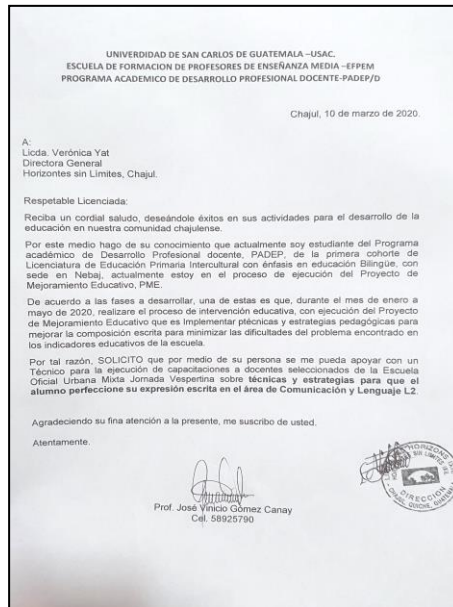 UNIVERDIDAD DE SAN CARLOS DE GUATEMALA –USAC.
ESCUELA DE FORMACION DE PROFESORES DE ENSEÑANZA MEDIA –EFPEM
PROGRAMA ACADEMICO DE DESARROLLO PROFESIONAL DOCENTE-PADEP/D
Chajul, 10 de marzo de 2020.
A:
Licda. Verónica Yat
Directora General
Horizontes sin Límites, Chajul.
Respetable Licenciada:
Reciba un cordial saludo, deseándole éxitos en sus actividades para el desarrollo de la
educación en nuestra comunidad chajulense.
Por este medio hago de su conocimiento que actualmente soy estudiante del Programa
académico de Desarrollo Profesional docente, PADEP, de la primera cohorte de
Licenciatura de Educación Primaria Intercultural con énfasis en educación Bilingüe, con
sede en Nebaj, actualmente estoy en el proceso de ejecución del Proyecto de
Mejoramiento Educativo, PME.
De acuerdo a las fases a desarrollar, una de estas es que, durante el mes de enero a
mayo de 2020, realizare el proceso de intervención educativa, con ejecución del Proyecto
de Mejoramiento Educativo que es Implementar ptécnicas y estrategias pedagógicas para
mejorar la composición escrita para minimizar las dificultades del problema encontrado en
los indicadores educativos de la escuela.
Por tal razón, SOLICITO que por medio de su persona se me pueda apoyar con un
Técnico para la ejecución de capacitaciones a docentes seleccionados de la Escuela
Oficial Urbana Mixta Jornada Vespertina sobre técnicas y estrategias para que el
alumno perfeccione su expresión escrita en el área de Comunicación y Lenguaje L2.
Agradeciendo su fina atención a la presente, me suscribo de usted.
Atentamente.
Prof. José Vinicio Gómez Canay
Cel. 58925790
DIRECCION